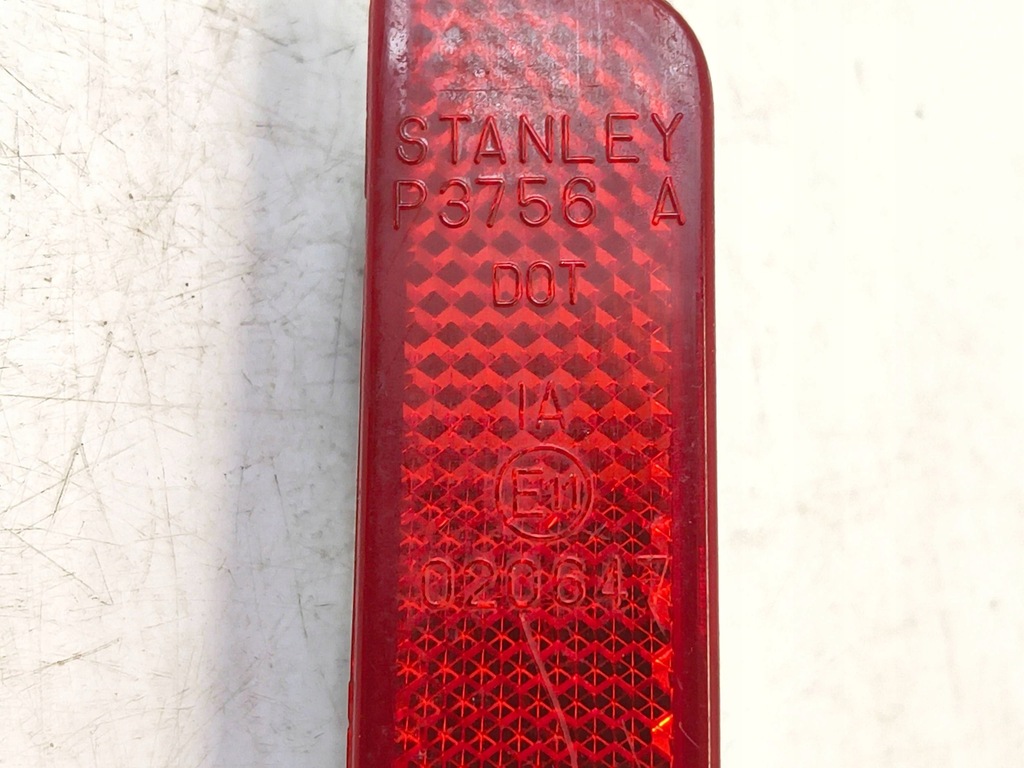 STANLEY
P3756 A
DOT
IA
E11
020647